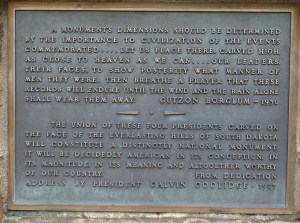 A MONUMENT'S DIMENSIONS SHOULD BE DETERMINED
BY THE IMPORTANCE TO CIVILIZATION OF THE EVENTS
COMMEMORATED....LET US PLACE THERE, CARVED HIGH,
AS CLOSE TO HEAVEN AS WE CAN....OUR LEADERS,
THEIR FACES, TO SHOW POSTERITY WHAT MANNER OF
MEN THEY WERE. THEN BREATHE A PRAYER THAT THESE
RECORDS WILL ENDURE UNTIL THE WIND AND THE RAIN ALONE
SHALL WEAR THEM AWAY. GUTZON BORGLUM - 1930
THE UNION OF THESE FOUR PRESIDENTS CARVED ON
THE FACE OF THE EVERLASTING HILLS OF SOUTH DAKOTA
WILL CONSTITUTE A DISTINCTLY NATIONAL MONUMENT
IT WILL BE DECIDEDLY AMERICAN IN ITS CONCEPTION, IN
ITS MAGNITUDE, IN ITS MEANING AND ALTOGETHER WORTHY
OF OUR COUNTRY. FROM DEDICATION
ADDRESS BY PRESIDENT CALVIN COOLIDGE - 1927